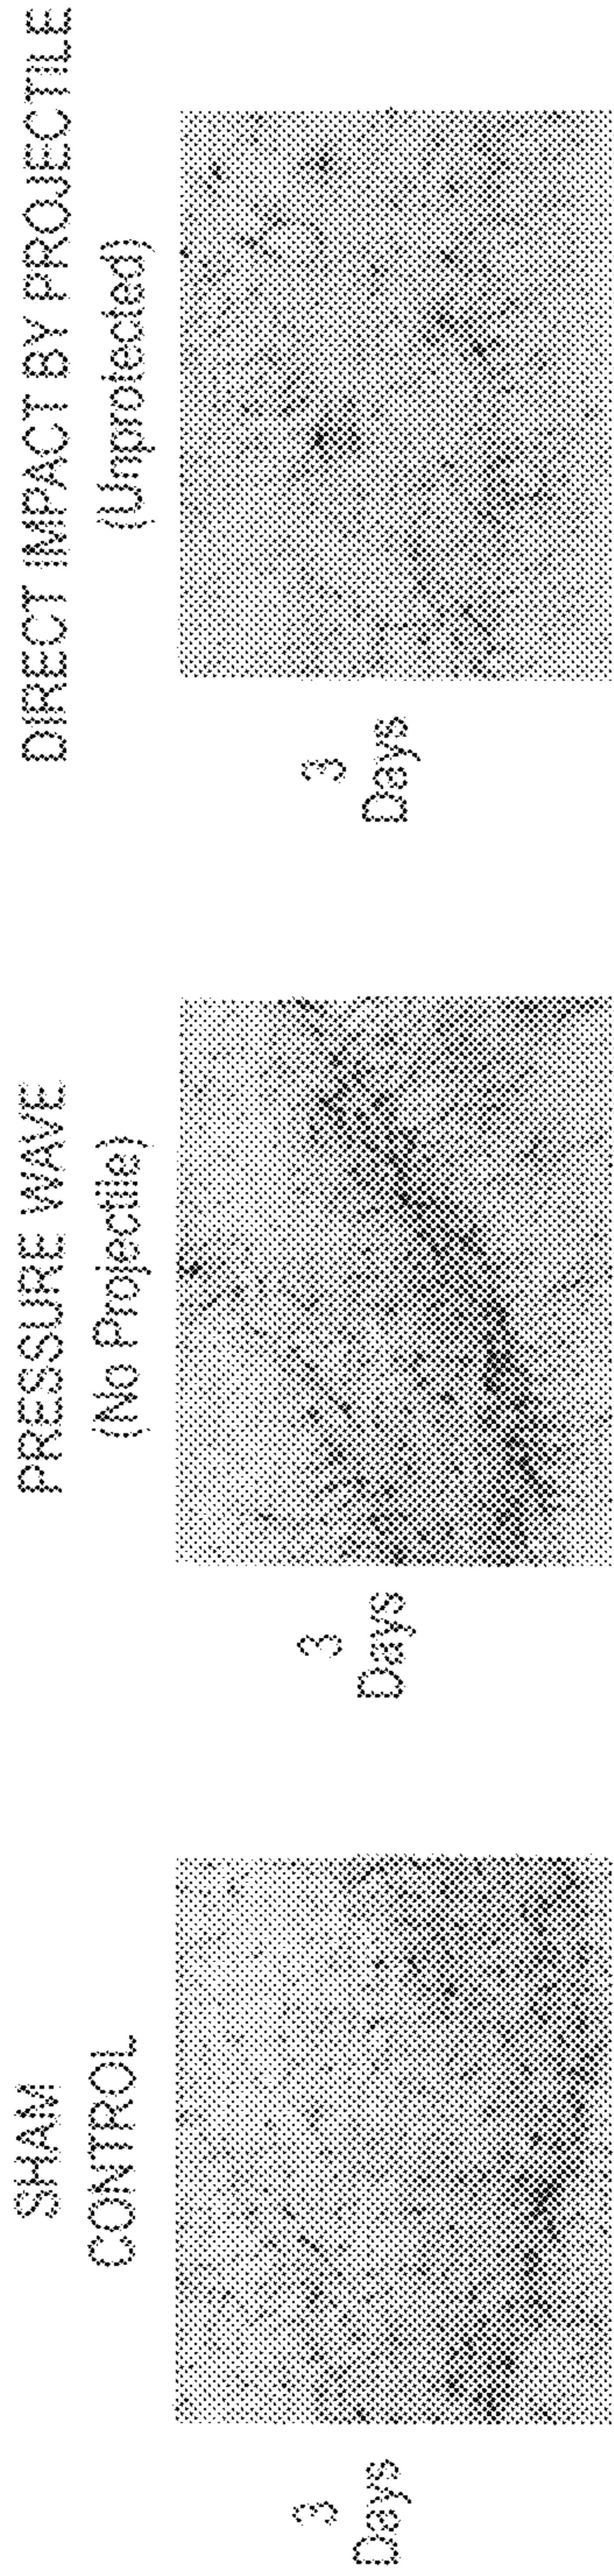 SHAM
CONTROL
3
Days
PRESSURE WAVE
(No Projectile)
3
Days
DIRECT IMPACT BY PROJECTILE
(Unprotected)
3
Days